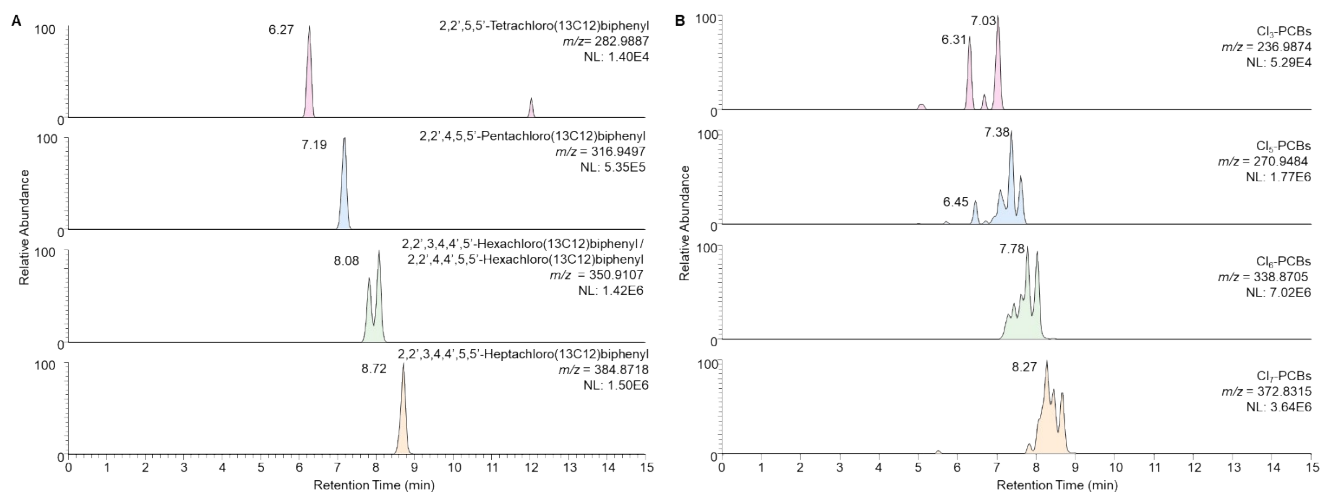 A
100
6.27
2,2',5,5'-Tetrachloro(13C12)biphenyl
m/z= 282.9887
NL: 1.40E4
0
100
7.19
2,2',4,5,5'-Pentachloro(13C12)biphenyl
m/z = 316.9497
NL: 5.35E5
0
Relative Abundance
100
8.08
2,2',3,4,4',5'-Hexachloro(13C12)biphenyl /
2,2',4,4',5,5'-Hexachloro(13C12)biphenyl
m/z = 350.9107
NL: 1.42E6
0
100
8.72
2,2',3,4,4',5,5'-Heptachloro(13C12)biphenyl
m/z = 384.8718
NL: 1.50E6
0
0 1 2 3 4 5 6 7 8 9 10 11 12 13 14 15
Retention Time (min)
B
100
6.31
7.03
Cl₃-PCBs
m/z = 236.9874
NL: 5.29E4
0
100
6.45
7.38
Cl₅-PCBs
m/z = 270.9484
NL: 1.77E6
0
Relative Abundance
100
7.78
Cl₆-PCBs
m/z = 338.8705
NL: 7.02E6
0
100
8.27
Cl₇-PCBs
m/z = 372.8315
NL: 3.64E6
0
0 1 2 3 4 5 6 7 8 9 10 11 12 13 14 15
Retention Time (min)